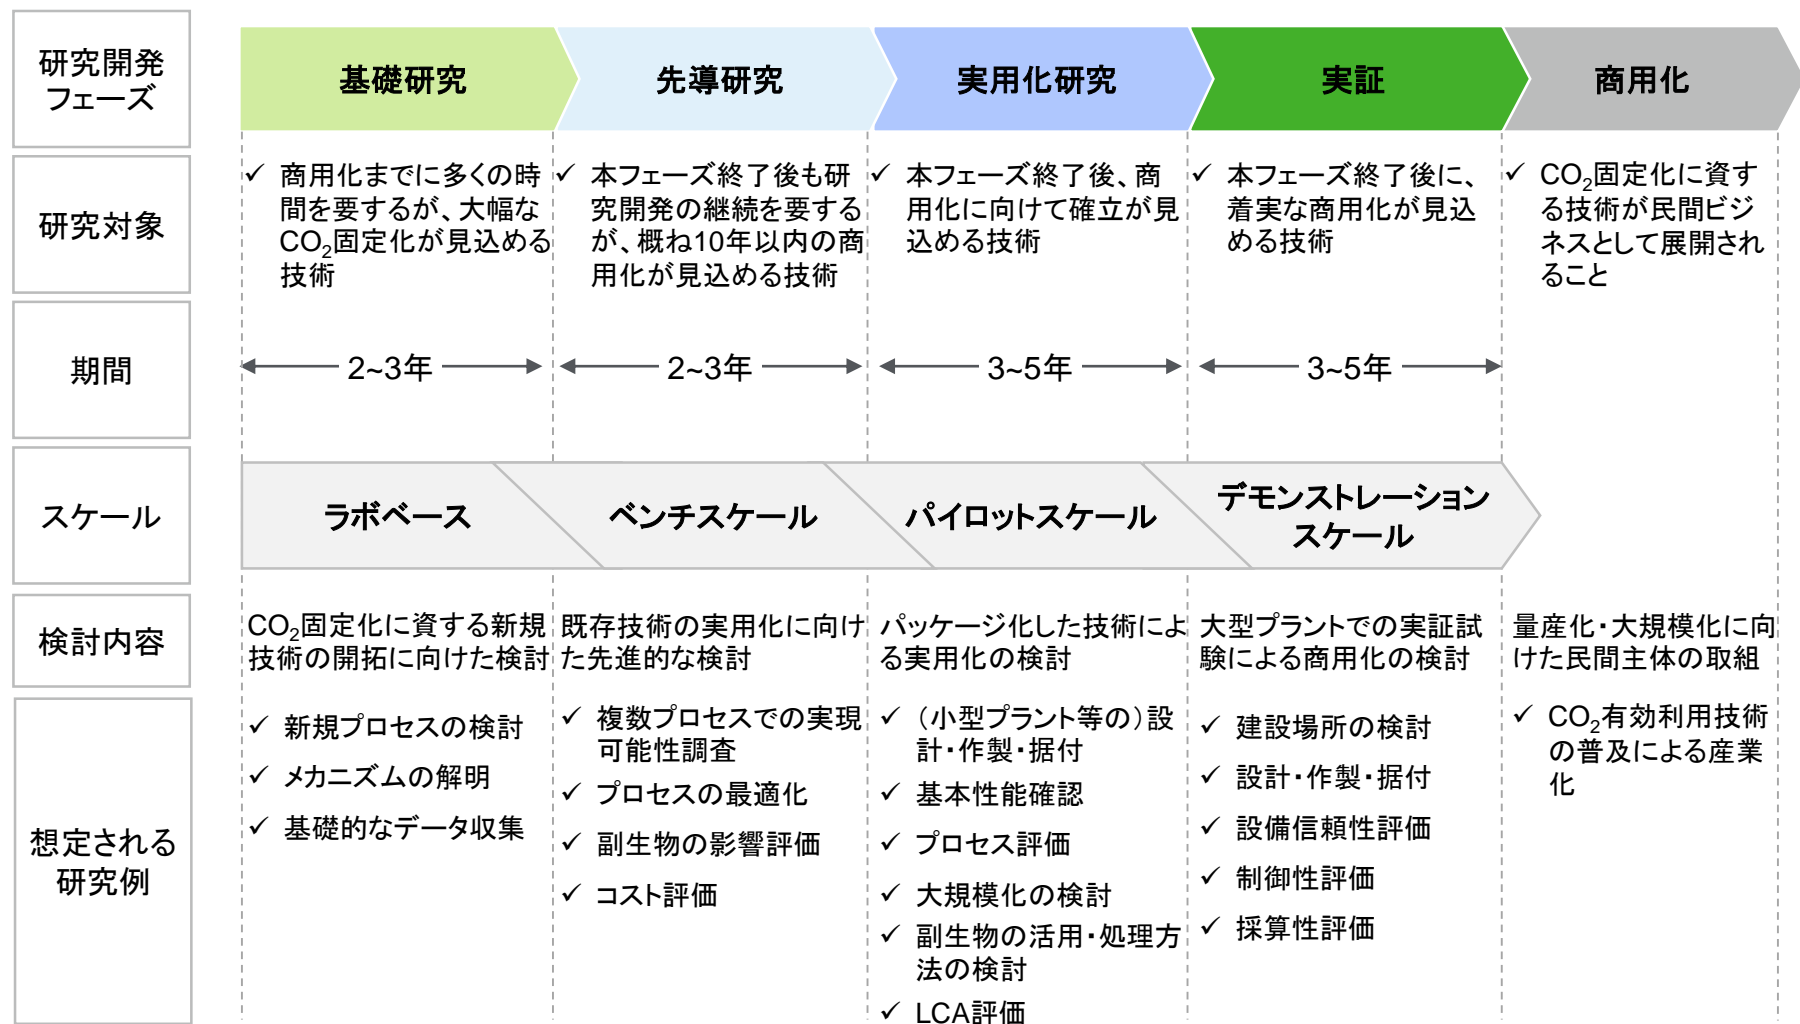 研究開発
フェーズ
基礎研究
先導研究
実用化研究
実証
商用化
研究対象
✓ 商用化までに多くの時
間を要するが、大幅な
CO₂固定化が見込める
技術
✓ 本フェーズ終了後も研
究開発の継続を要する
が、概ね10年以内の商
用化が見込める技術
✓ 本フェーズ終了後、商
用化に向けて確立が見
込める技術
✓ 本フェーズ終了後に、
着実な商用化が見込
める技術
✓ CO₂固定化に資す
る技術が民間ビジ
ネスとして展開され
ること
期間
2~3年
2~3年
3~5年
3~5年
スケール
ラボベース
ベンチスケール
パイロットスケール
デモンストレーション
スケール
検討内容
CO₂固定化に資する新規
技術の開拓に向けた検討
既存技術の実用化に向け
た先進的な検討
パッケージ化した技術によ
る実用化の検討
大型プラントでの実証試
験による商用化の検討
量産化・大規模化に向
けた民間主体の取組
想定される
研究例
✓ 新規プロセスの検討
✓ メカニズムの解明
✓ 基礎的なデータ収集
✓ 複数プロセスでの実現
可能性調査
✓ プロセスの最適化
✓ 副生物の影響評価
✓ コスト評価
✓ (小型プラント等の)設
計・作製・据付
✓ 基本性能確認
✓ プロセス評価
✓ 大規模化の検討
✓ 副生物の活用・処理方
法の検討
✓ LCA評価
✓ 建設場所の検討
✓ 設計・作製・据付
✓ 設備信頼性評価
✓ 制御性評価
✓ 採算性評価
✓ CO₂有効利用技術
の普及による産業
化